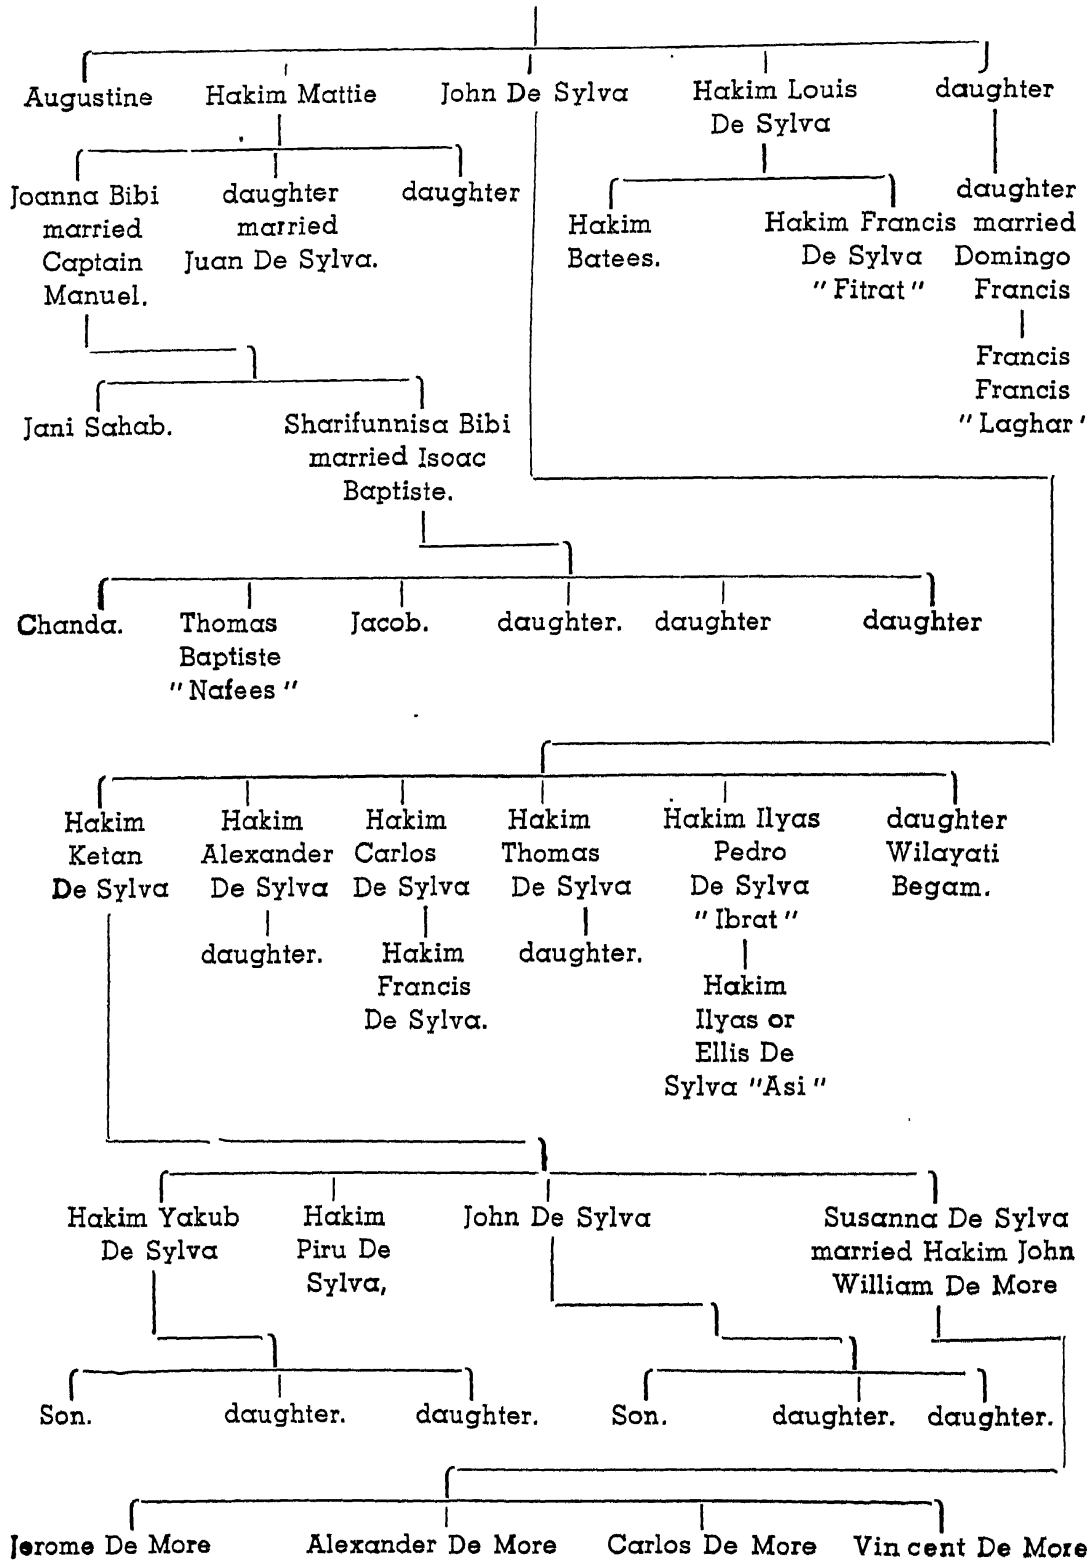 Augustine
Hakim Mattie
John De Sylva
Hakim Louis
De Sylva
daughter
Joanna Bibi
married
Captain
Manuel.
daughter
married
Juan De Sylva.
daughter
Hakim
Batees.
Hakim Francis
De Sylva
"Fitrat"
daughter
married
Domingo
Francis
Francis
Francis
"Laghar'
Jani Sahab.
Sharifunnisa Bibi
married Isoac
Baptiste.
Chanda.
Thomas
Baptiste
"Nafees"
Jacob.
daughter.
daughter
daughter
Hakim
Ketan
De Sylva
Hakim
Alexander
De Sylva
daughter.
Hakim
Carlos
De Sylva
Hakim
Francis
De Sylva.
Hakim
Thomas
De Sylva
daughter.
Hakim Ilyas
Pedro
De Sylva
"Ibrat"
Hakim
Ilyas or
Ellis De
Sylva "Asi"
daughter
Wilayati
Begam.
Hakim Yakub
De Sylva
Hakim
Piru De
Sylva,
John De Sylva
Susanna De Sylva
married Hakim John
William De More
Son.
daughter.
daughter.
Son.
daughter.
daughter.
Jerome De More
Alexander De More
Carlos De More
Vin cent De More